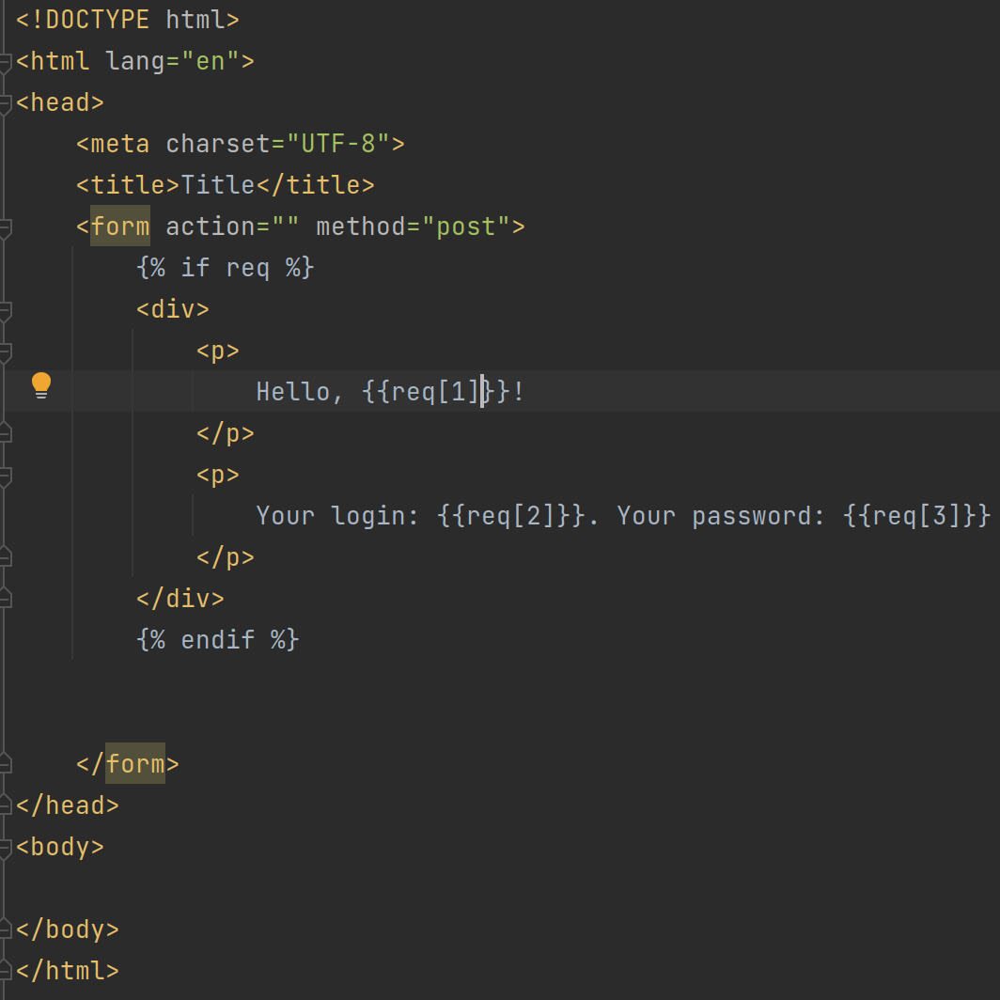 <!DOCTYPE html>
<html lang="en">
<head>
    <meta charset="UTF-8">
    <title>Title</title>
    <form action="" method="post">
        {% if req %}
        <div>
            <p>
                Hello, {{req[1]}}!
            </p>
            <p>
                Your login: {{req[2]}}. Your password: {{req[3]}}
            </p>
        </div>
        {% endif %}
    </form>
</head>
<body>
</body>
</html>